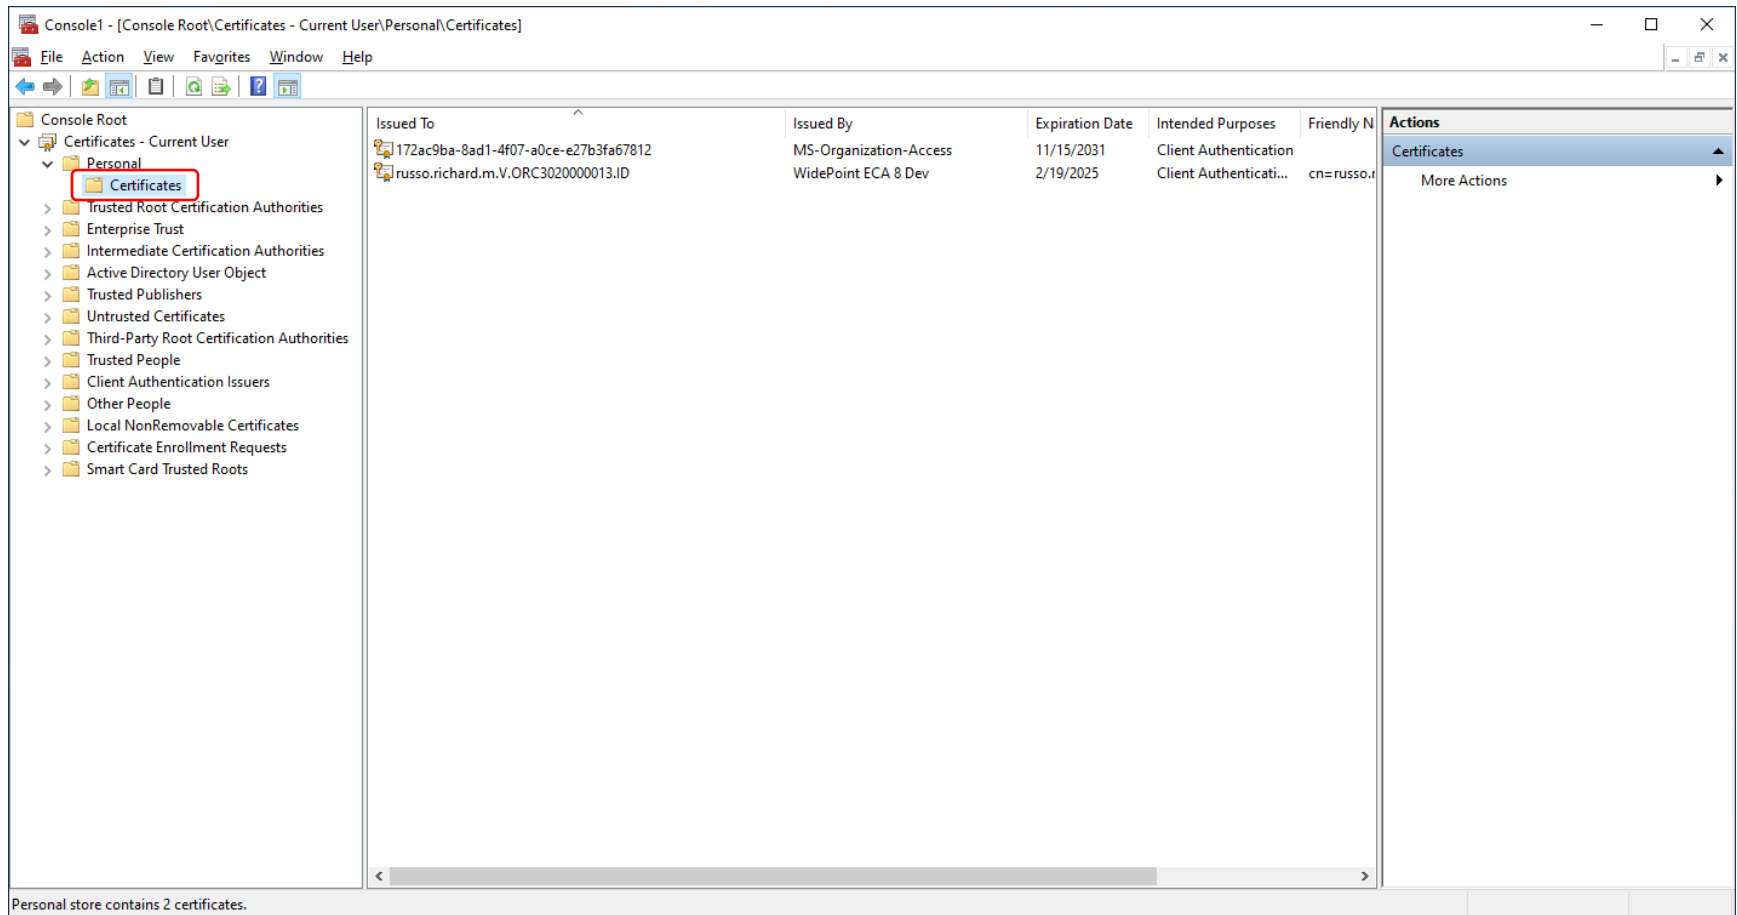 Console1 - [Console Root\Certificates - Current User\Personal\Certificates]
File Action View Favorites Window Help
Console Root
Certificates - Current User
Personal
Certificates
Trusted Root Certification Authorities
Enterprise Trust
Intermediate Certification Authorities
Active Directory User Object
Trusted Publishers
Untrusted Certificates
Third-Party Root Certification Authorities
Trusted People
Client Authentication Issuers
Other People
Local NonRemovable Certificates
Certificate Enrollment Requests
Smart Card Trusted Roots
Issued To Issued By Expiration Date Intended Purposes Friendly N
172ac9ba-8ad1-4f07-a0ce-e27b3fa67812 MS-Organization-Access 11/15/2031 Client Authentication
russo.richard.m.V.ORC3020000013.ID WidePoint ECA 8 Dev 2/19/2025 Client Authenticati... cn=russo.r
Actions
Certificates
More Actions
Personal store contains 2 certificates.